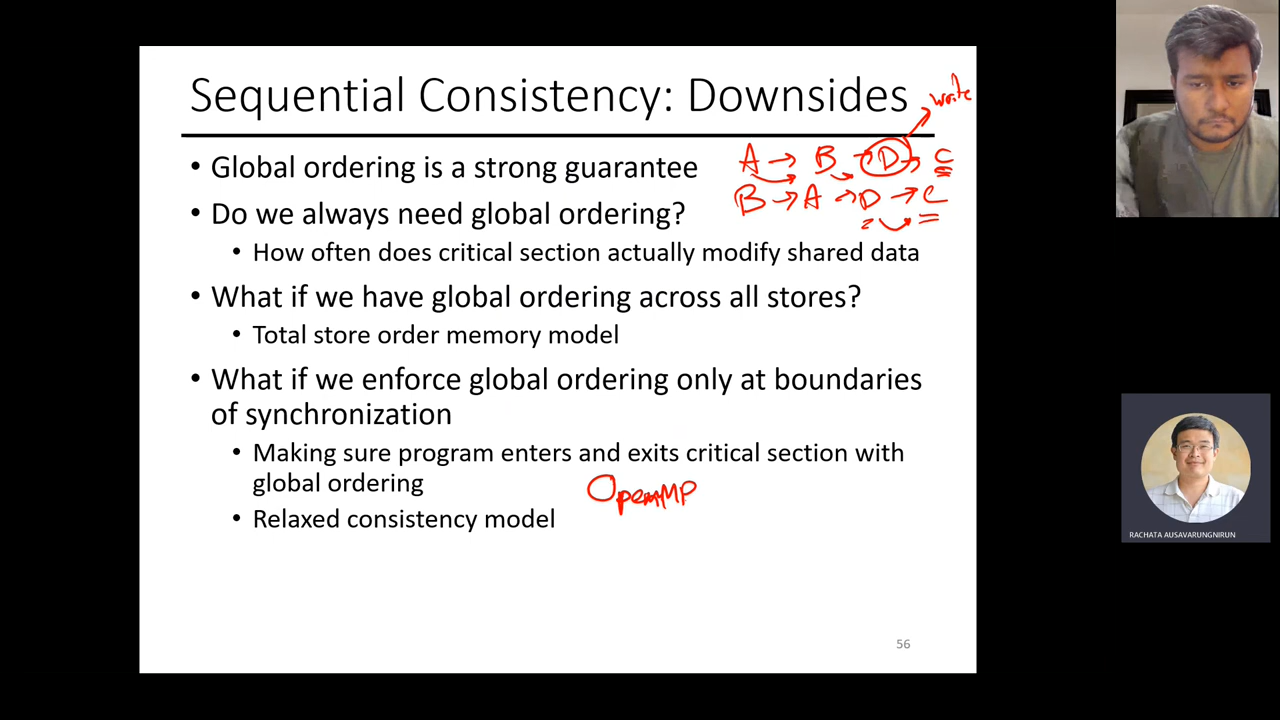 Sequential Consistency: Downsides
write
• Global ordering is a strong guarantee
A → B → D → C
B → A → D → C
• Do we always need global ordering?
• How often does critical section actually modify shared data
• What if we have global ordering across all stores?
• Total store order memory model
• What if we enforce global ordering only at boundaries
of synchronization
• Making sure program enters and exits critical section with
global ordering
OpenMP
• Relaxed consistency model
56
RACHATA AUSAVARUNGNIRUN